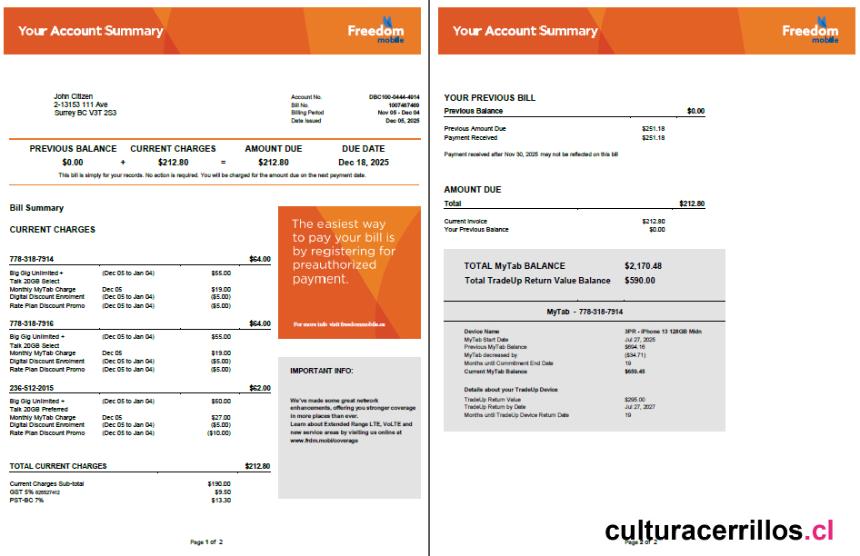 Your Account Summary
Freedom
mobile
John Citizen
2-13153 111 Ave
Surrey BC V3T 2S3
Account No. DBC100-0444-4914
Bill No. 1007467469
Billing Period Nov 05 - Dec 04
Date Issued Dec 05, 2025
PREVIOUS BALANCE CURRENT CHARGES AMOUNT DUE DUE DATE
$0.00 + $212.80 = $212.80 Dec 18, 2025
This bill is simply for your records. No action is required. You will be charged for the amount due on the next payment date.
Bill Summary
CURRENT CHARGES
778-318-7914 $64.00
Big Gig Unlimited + (Dec 05 to Jan 04) $55.00
Talk 20GB Select
Monthly MyTab Charge Dec 05 $19.00
Digital Discount Enrolment (Dec 05 to Jan 04) ($5.00)
Rate Plan Discount Promo (Dec 05 to Jan 04) ($5.00)
778-318-7916 $64.00
Big Gig Unlimited + (Dec 05 to Jan 04) $55.00
Talk 20GB Select
Monthly MyTab Charge Dec 05 $19.00
Digital Discount Enrolment (Dec 05 to Jan 04) ($5.00)
Rate Plan Discount Promo (Dec 05 to Jan 04) ($5.00)
236-512-2015 $62.00
Big Gig Unlimited + (Dec 05 to Jan 04) $50.00
Talk 20GB Preferred
Monthly MyTab Charge Dec 05 $27.00
Digital Discount Enrolment (Dec 05 to Jan 04) ($5.00)
Rate Plan Discount Promo (Dec 05 to Jan 04) ($10.00)
TOTAL CURRENT CHARGES $212.80
Current Charges Sub-total $190.00
GST 5% $9.50
PST-BC 7% $13.30
The easiest way
to pay your bill is
by registering for
preauthorized
payment.
For more info visit freedommobile.ca
IMPORTANT INFO:
We've made some great network
enhancements, offering you stronger coverage
in more places than ever.
Learn about Extended Range LTE, VoLTE and
new service areas by visiting us online at
www.frdm.mobi/coverage
Page 1 of 2
Your Account Summary
Freedom
mobile
YOUR PREVIOUS BILL
Previous Balance $0.00
Previous Amount Due $251.18
Payment Received $251.18
Payment received after Nov 30, 2025 may not be reflected on this bill
AMOUNT DUE
Total $212.80
Current Invoice $212.80
Your Previous Balance $0.00
TOTAL MyTab BALANCE $2,170.48
Total TradeUp Return Value Balance $590.00
MyTab - 778-318-7914
Device Name 3PR - iPhone 13 128GB Midn
MyTab Start Date Jul 27, 2025
Previous MyTab Balance $694.16
MyTab decreased by ($34.71)
Months until Commitment End Date 19
Current MyTab Balance $659.45
Details about your TradeUp Device
TradeUp Return Value $295.00
TradeUp Return by Date Jul 27, 2027
Months until TradeUp Device Return Date 19
culturacerrillos.cl
Page 2 of 2